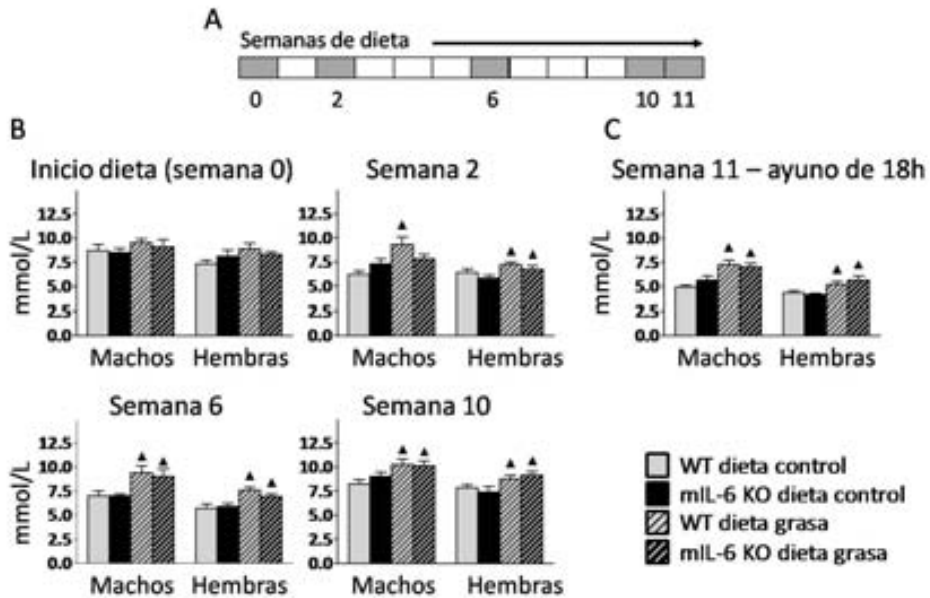 A
Semanas de dieta
0 2 6 10 11
B
C
Inicio dieta (semana 0)
Semana 2
Semana 11 – ayuno de 18h
mmol/L
12.5
10.0
7.5
5.0
2.5
0.0
Machos Hembras
12.5
10.0
7.5
5.0
2.5
0.0
Machos Hembras
mmol/L
12.5
10.0
7.5
5.0
2.5
0.0
Machos Hembras
Semana 6
Semana 10
mmol/L
12.5
10.0
7.5
5.0
2.5
0.0
Machos Hembras
12.5
10.0
7.5
5.0
2.5
0.0
Machos Hembras
WT dieta control
mIL-6 KO dieta control
WT dieta grasa
mIL-6 KO dieta grasa